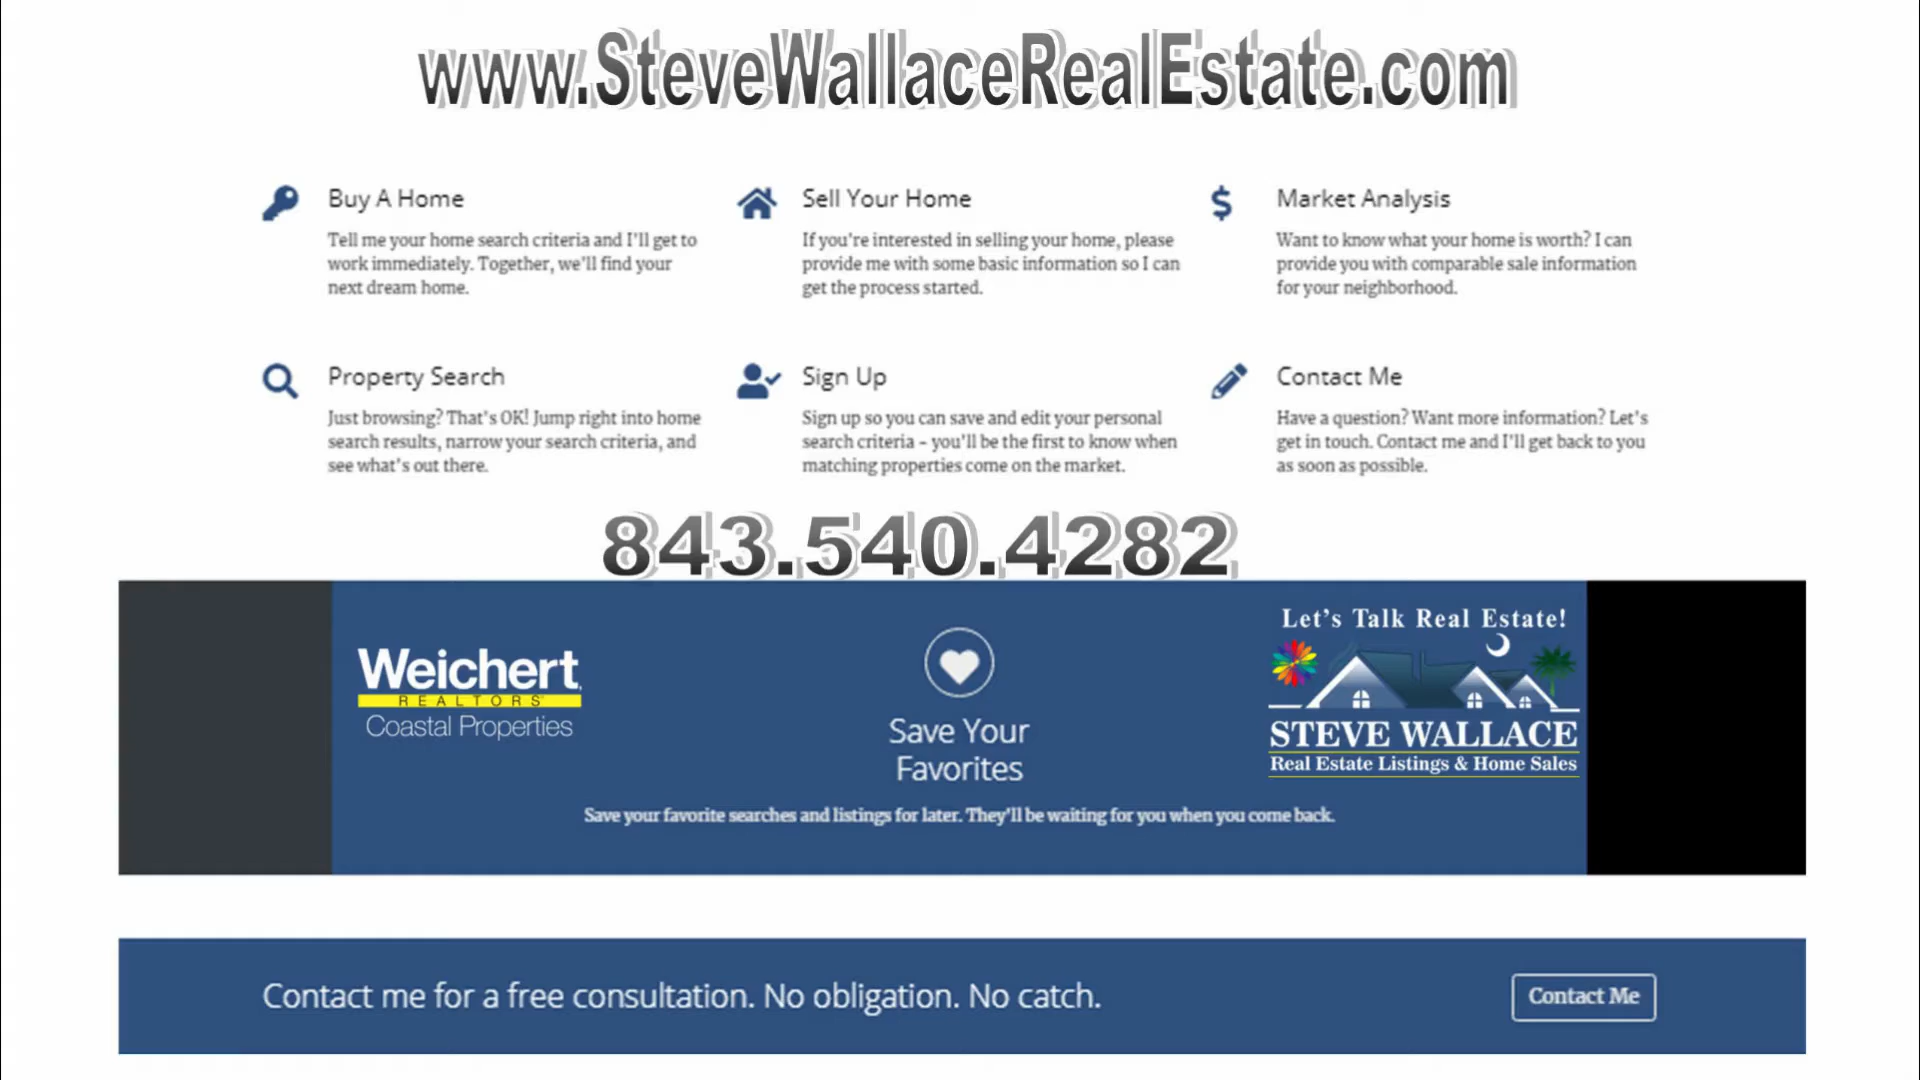 www.SteveWallaceRealEstate.com
Buy A Home
Tell me your home search criteria and I'll get to
work immediately. Together, we'll find your
next dream home.
Sell Your Home
If you're interested in selling your home, please
provide me with some basic information so I can
get the process started.
Market Analysis
Want to know what your home is worth? I can
provide you with comparable sale information
for your neighborhood.
Property Search
Just browsing? That's OK! Jump right into home
search results, narrow your search criteria, and
see what's out there.
Sign Up
Sign up so you can save and edit your personal
search criteria – you'll be the first to know when
matching properties come on the market.
Contact Me
Have a question? Want more information? Let's
get in touch. Contact me and I'll get back to you
as soon as possible.
843.540.4282
Weichert
REALTORS
Coastal Properties
Save Your
Favorites
Save your favorite searches and listings for later. They'll be waiting for you when you come back.
Let's Talk Real Estate!
STEVE WALLACE
Real Estate Listings & Home Sales
Contact me for a free consultation. No obligation. No catch.
Contact Me